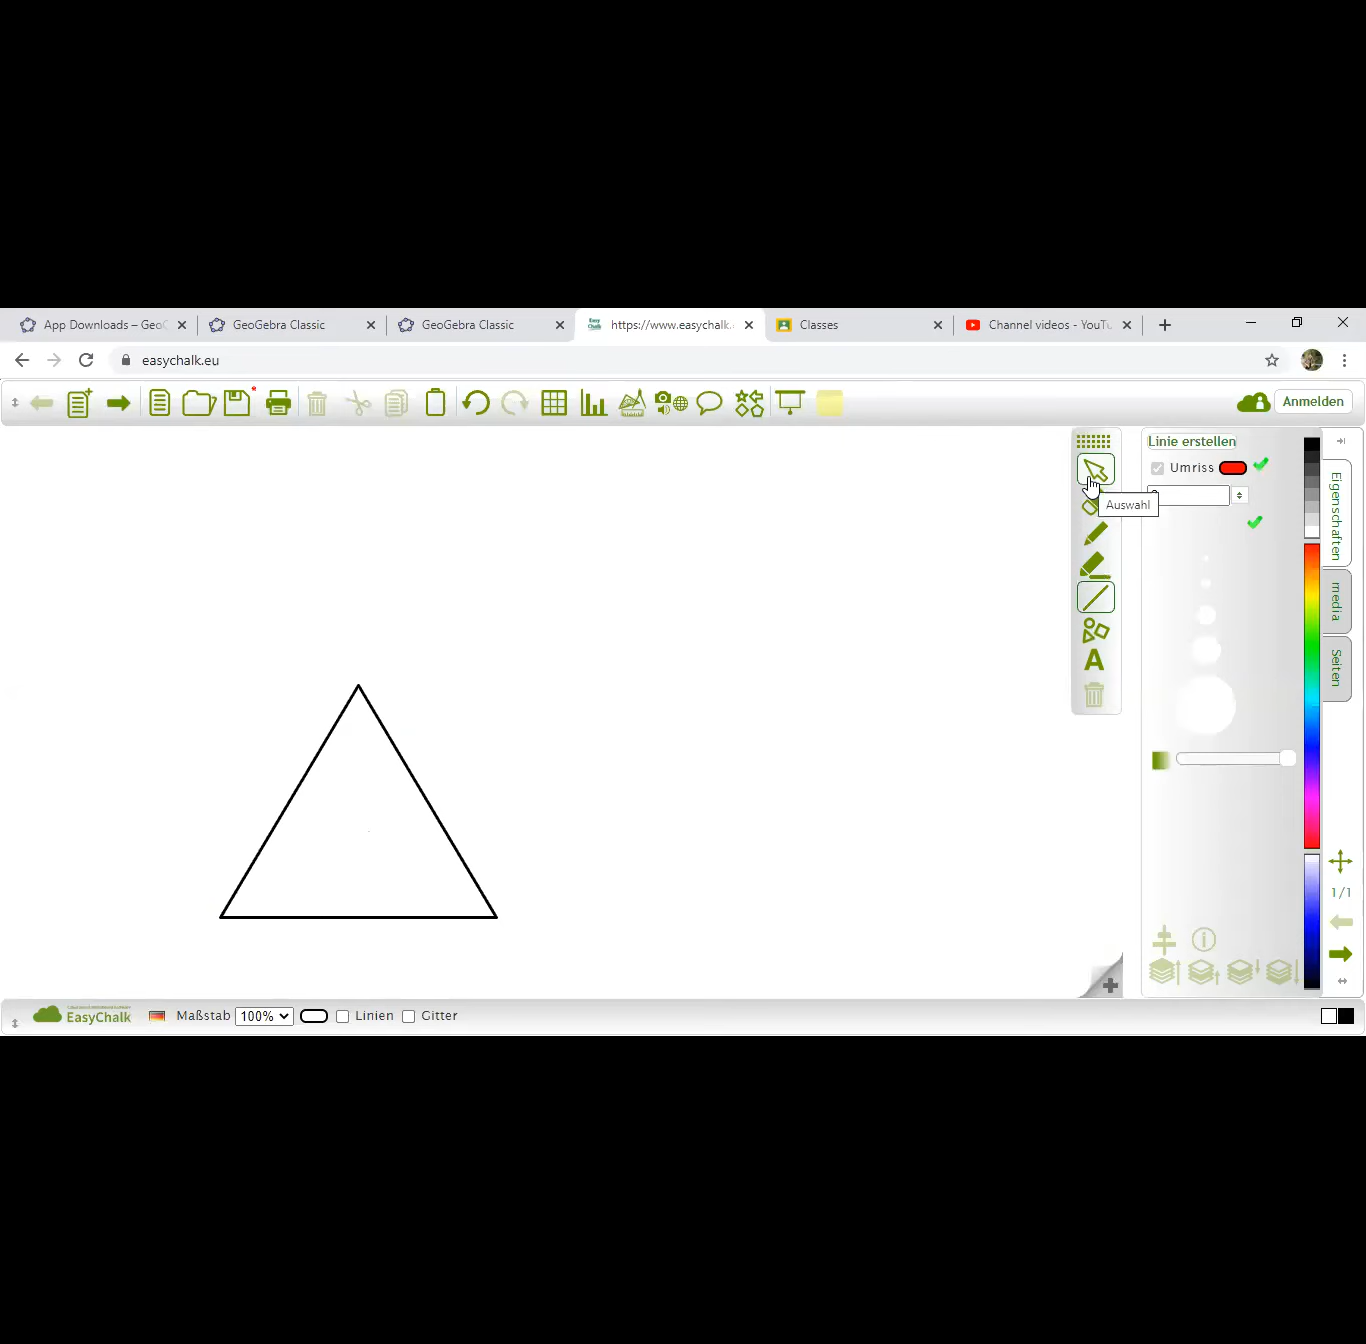 App Downloads – GeoG
GeoGebra Classic
GeoGebra Classic
https://www.easychalk.
Classes
Channel videos - YouTu
easychalk.eu
Anmelden
Linie erstellen
Umriss
Auswahl
A
Eigenschaften
media
Seiten
1/1
EasyChalk
Maßstab 100% Linien Gitter